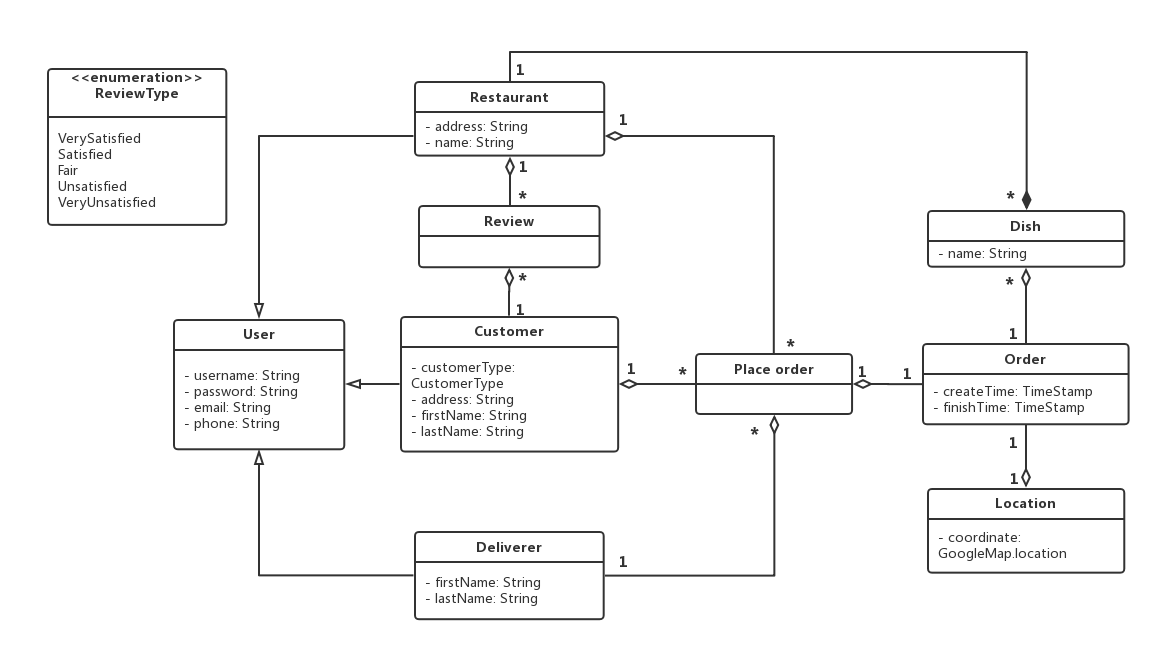 <<enumeration>>
ReviewType
VerySatisfied
Satisfied
Fair
Unsatisfied
VeryUnsatisfied
1
Restaurant
- address: String
- name: String
1
1
*
Review
*
1
*
Dish
- name: String
*
1
User
- username: String
- password: String
- email: String
- phone: String
Customer
- customerType:
CustomerType
- address: String
- firstName: String
- lastName: String
1
*
*
Place order
1
1
*
Order
- createTime: TimeStamp
- finishTime: TimeStamp
1
1
Location
- coordinate:
GoogleMap.location
Deliverer
- firstName: String
- lastName: String
1